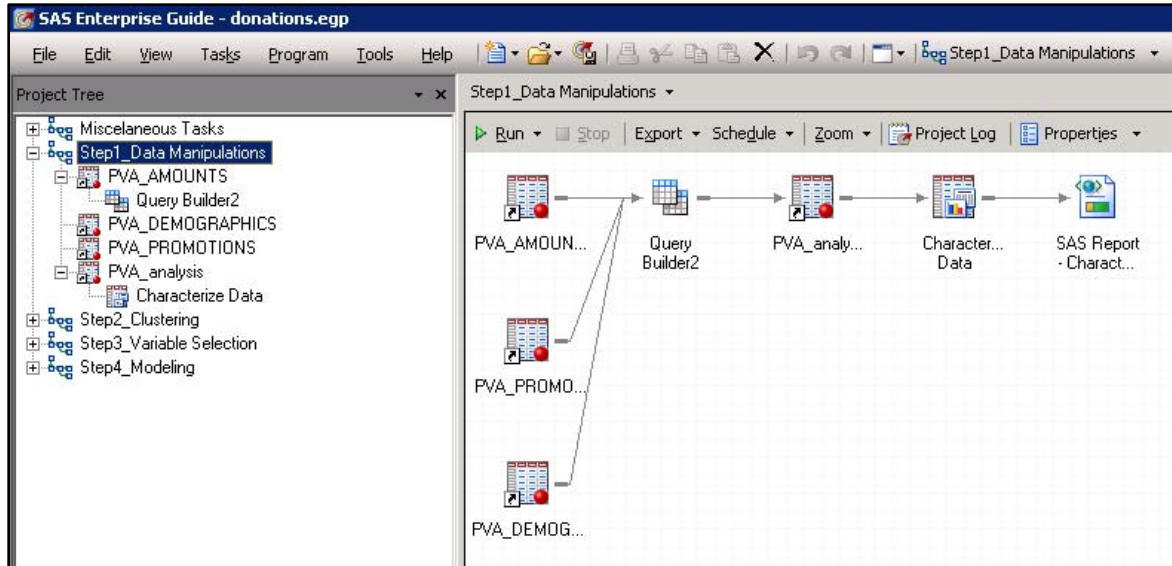 SAS Enterprise Guide - donations.egp
File Edit View Tasks Program Tools Help Step1_Data Manipulations
Project Tree
Step1_Data Manipulations
Miscelaneous Tasks
Step1_Data Manipulations
PVA_AMOUNTS
Query Builder2
PVA_DEMOGRAPHICS
PVA_PROMOTIONS
PVA_analysis
Characterize Data
Step2_Clustering
Step3_Variable Selection
Step4_Modeling
Run Stop Export Schedule Zoom Project Log Properties
PVA_AMOUN...
Query
Builder2
PVA_analy...
Character...
Data
SAS Report
- Charact...
PVA_PROMO...
PVA_DEMOG...